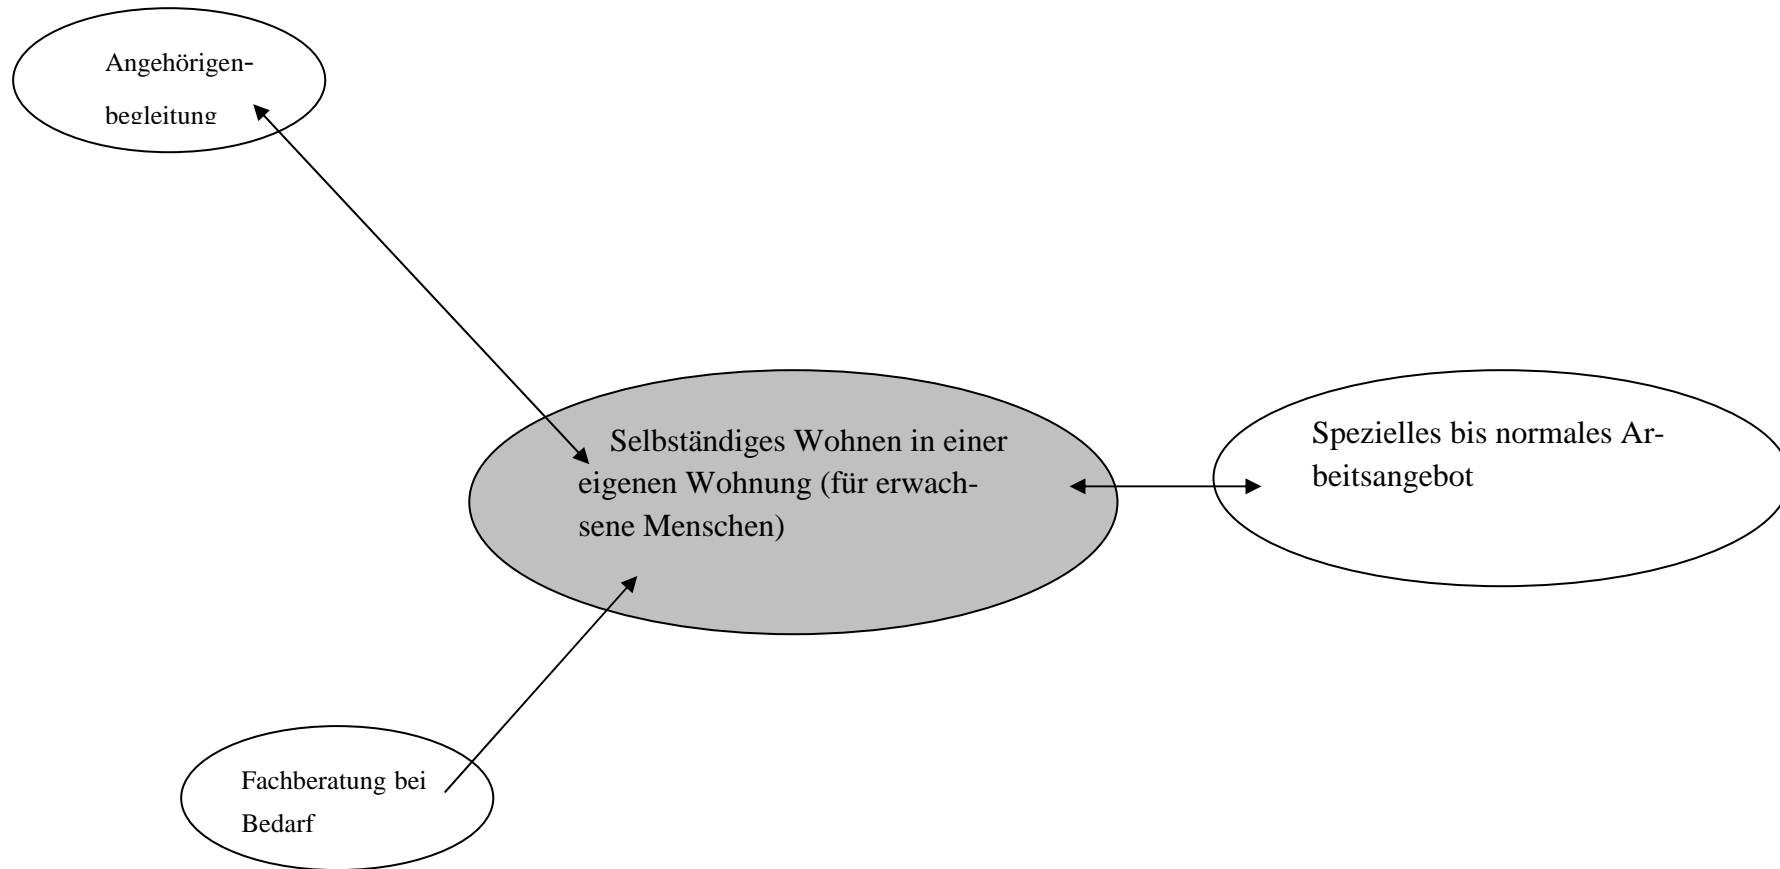 Angehörigen-
begleitung
Selbständiges Wohnen in einer
eigenen Wohnung (für erwach-
sene Menschen)
Spezielles bis normales Ar-
beitsangebot
Fachberatung bei
Bedarf